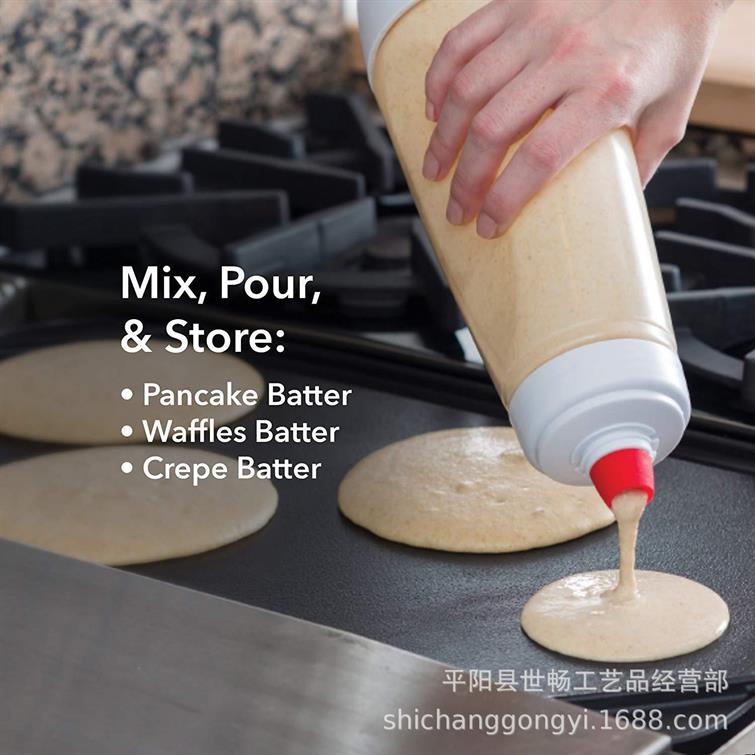 Mix, Pour,
& Store:
• Pancake Batter
• Waffles Batter
• Crepe Batter
平阳县世畅工艺品经营部
shichanggongyi.1688.com